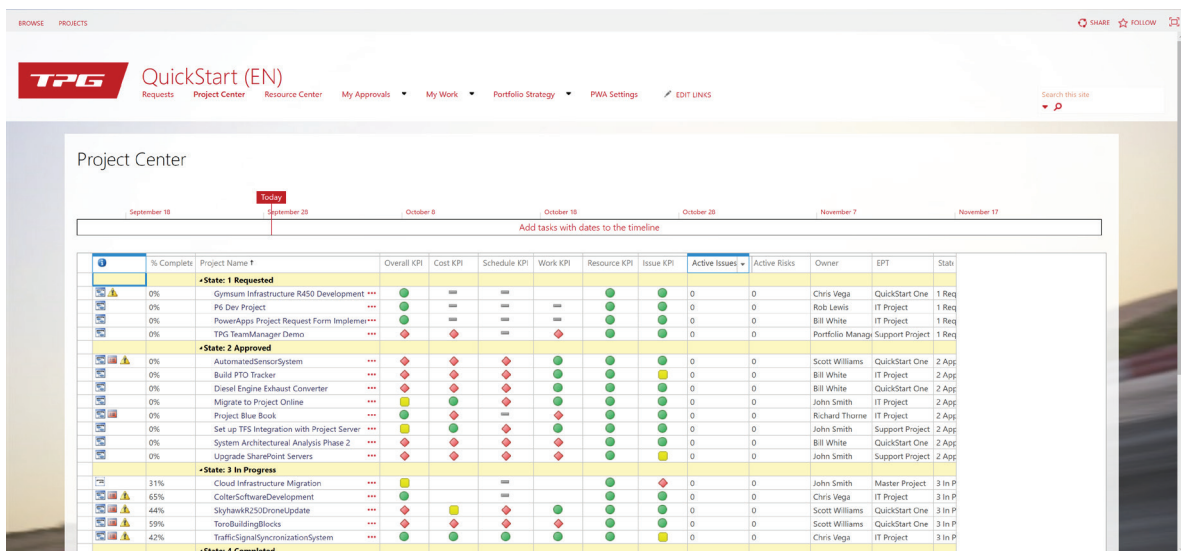 BROWSE PROJECTS SHARE FOLLOW
TPG
QuickStart (EN)
Requests Project Center Resource Center My Approvals My Work Portfolio Strategy PWA Settings EDIT LINKS
Search this site
Project Center
Today
September 18 September 28 October 8 October 18 October 28 November 7 November 17
Add tasks with dates to the timeline
% Complete Project Name Overall KPI Cost KPI Schedule KPI Work KPI Resource KPI Issue KPI Active Issues Active Risks Owner EPT State
State: 1 Requested
0% Gymsum Infrastructure R450 Development ••• 0 0 Chris Vega QuickStart One 1 Req
0% P6 Dev Project ••• 0 0 Rob Lewis IT Project 1 Req
0% PowerApps Project Request Form Implemen ••• 0 0 Bill White IT Project 1 Req
0% TPG TeamManager Demo ••• 0 0 Portfolio Manag Support Project 1 Req
State: 2 Approved
0% AutomatedSensorSystem ••• 0 0 Scott Williams QuickStart One 2 App
0% Build PTO Tracker ••• 0 0 Bill White IT Project 2 App
0% Diesel Engine Exhaust Converter ••• 0 0 Bill White QuickStart One 2 App
0% Migrate to Project Online ••• 0 0 John Smith IT Project 2 App
0% Project Blue Book ••• 0 0 Richard Thorne IT Project 2 App
0% Set up TFS Integration with Project Server ••• 0 0 John Smith Support Project 2 App
0% System Architectureal Analysis Phase 2 ••• 0 0 Bill White QuickStart One 2 App
0% Upgrade SharePoint Servers ••• 0 0 John Smith Support Project 2 App
State: 3 In Progress
31% Cloud Infrastructure Migration ••• 0 0 John Smith Master Project 3 In P
65% ColterSoftwareDevelopment ••• 0 0 Chris Vega IT Project 3 In P
44% SkyhawkR250DroneUpdate ••• 0 0 Scott Williams QuickStart One 3 In P
59% ToroBuildingBlocks ••• 0 0 Scott Williams QuickStart One 3 In P
42% TrafficSignalSyncronizationSystem ••• 0 0 Chris Vega IT Project 3 In P
State: 4 Completed